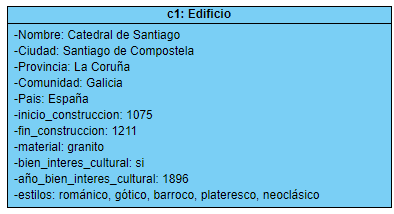 c1: Edificio
-Nombre: Catedral de Santiago
-Ciudad: Santiago de Compostela
-Provincia: La Coruña
-Comunidad: Galicia
-Pais: España
-inicio_construccion: 1075
-fin_construccion: 1211
-material: granito
-bien_interes_cultural: si
-año_bien_interes_cultural: 1896
-estilos: románico, gótico, barroco, plateresco, neoclásico